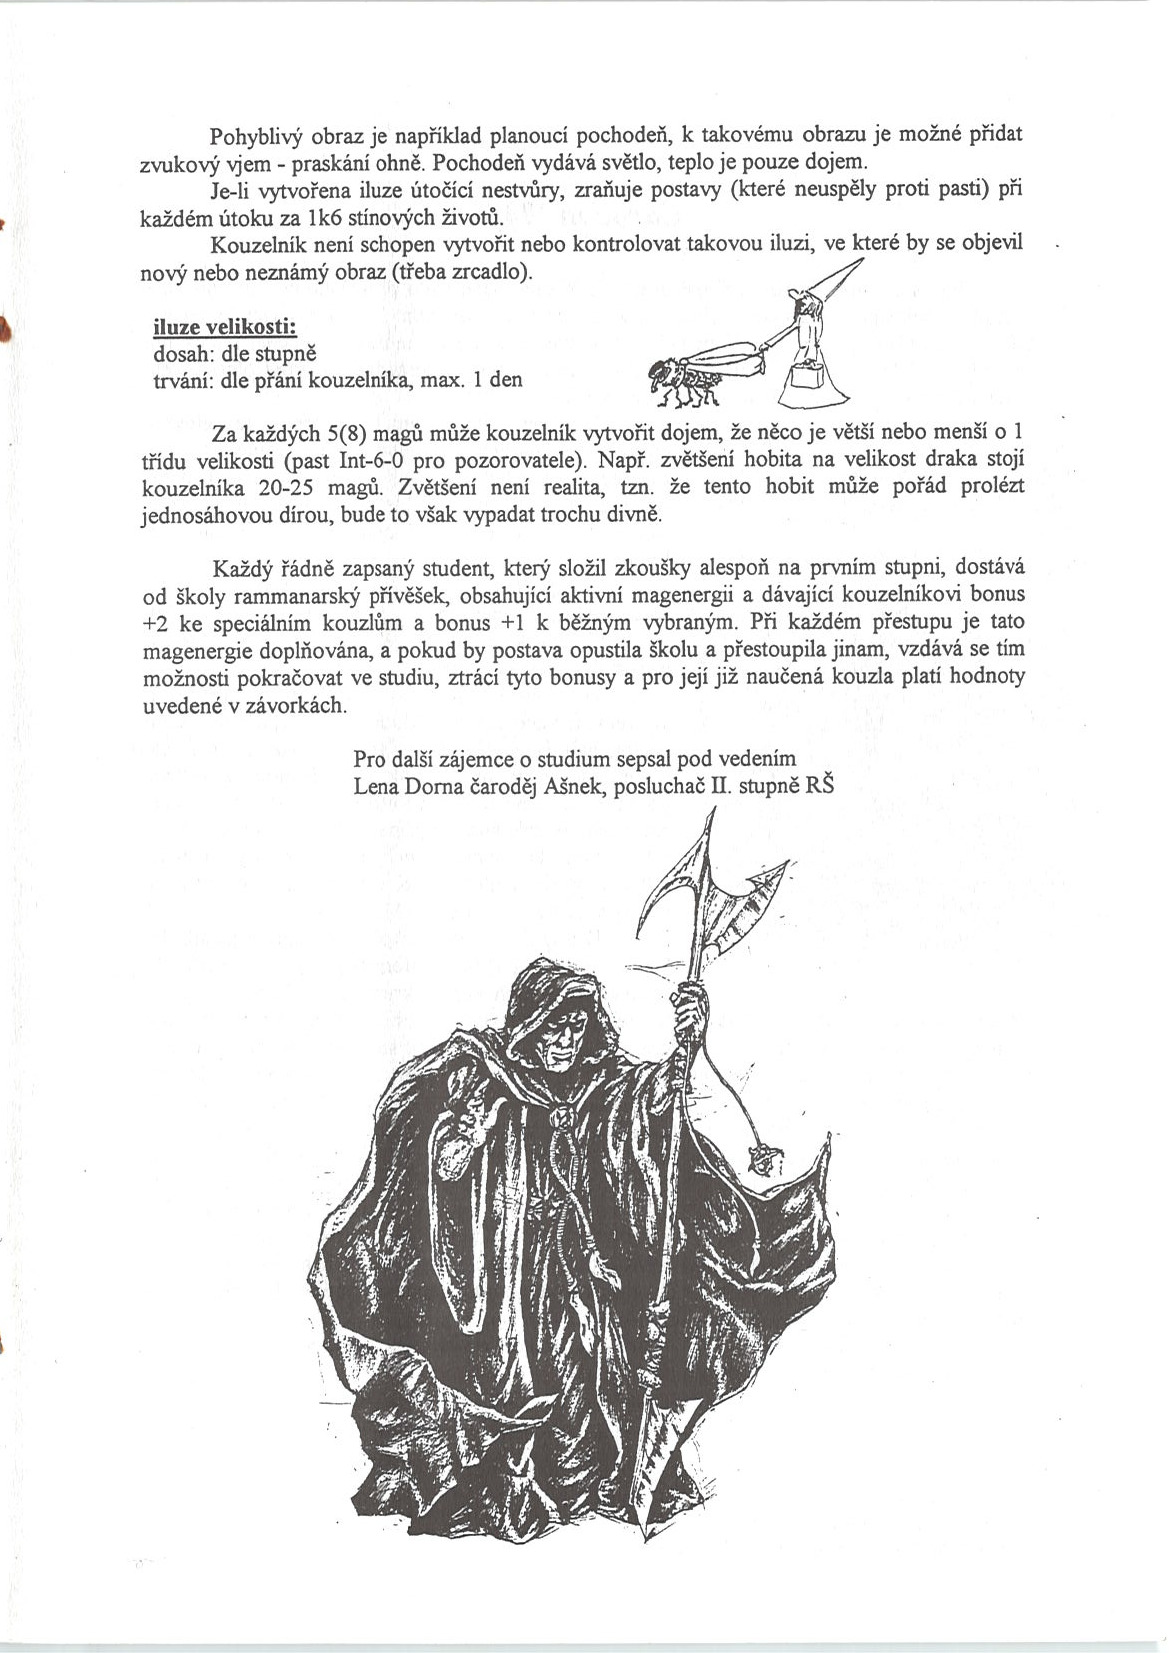 Pohyblivý obraz je například planoucí pochodeň, k takovému obrazu je možné přidat
zvukový vjem - praskání ohně. Pochodeň vydává světlo, teplo je pouze dojem.
Je-li vytvořena iluze útočící nestvůry, zraňuje postavy (které neuspěly proti pasti) při
každém útoku za 1k6 stínových životů.
Kouzelník není schopen vytvořit nebo kontrolovat takovou iluzi, ve které by se objevil
nový nebo neznámý obraz (třeba zrcadlo).
iluze velikosti:
dosah: dle stupně
trvání: dle přání kouzelníka, max. 1 den
Za každých 5(8) magů může kouzelník vytvořit dojem, že něco je větší nebo menší o 1
třídu velikosti (past Int-6-0 pro pozorovatele). Např. zvětšení hobita na velikost draka stojí
kouzelníka 20-25 magů. Zvětšení není realita, tzn. že tento hobit může pořád prolézt
jednosáhovou dírou, bude to však vypadat trochu divně.
Každý řádně zapsaný student, který složil zkoušky alespoň na prvním stupni, dostává
od školy rammanarský přívěšek, obsahující aktivní magenergii a dávající kouzelníkovi bonus
+2 ke speciálním kouzlům a bonus +1 k běžným vybraným. Při každém přestupu je tato
magenergie doplňována, a pokud by postava opustila školu a přestoupila jinam, vzdává se tím
možnosti pokračovat ve studiu, ztrácí tyto bonusy a pro její již naučená kouzla platí hodnoty
uvedené v závorkách.
Pro další zájemce o studium sepsal pod vedením
Lena Dorna čaroděj Ašnek, posluchač II. stupně RŠ